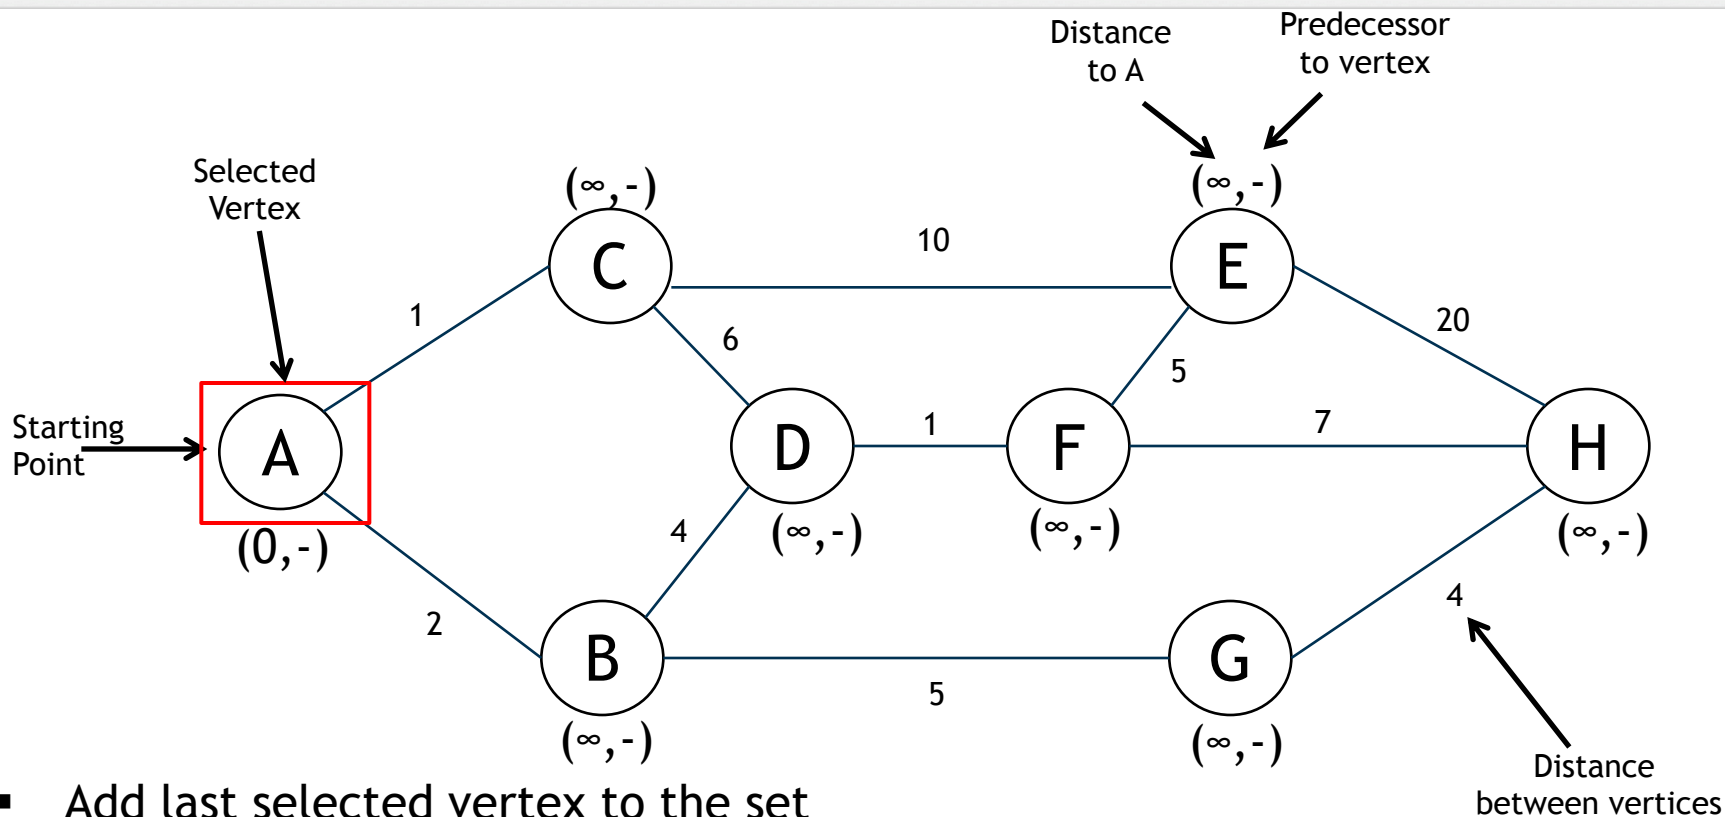 Distance
to A
Predecessor
to vertex
Selected
Vertex
(∞,-)
(∞,-)
C
10
E
1
6
20
5
Starting
Point
A
D
1
F
7
H
(0,-)
4
(∞,-)
(∞,-)
(∞,-)
2
4
B
5
G
(∞,-)
(∞,-)
Distance
between vertices
▪ Add last selected vertex to the set